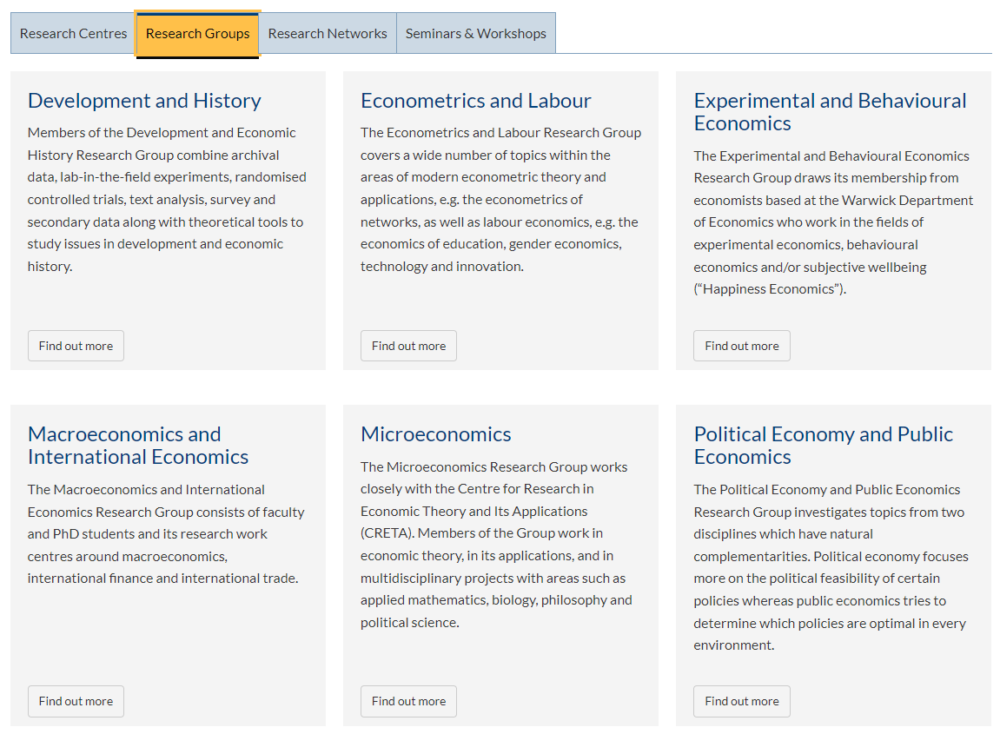 Research Centres
Research Groups
Research Networks
Seminars & Workshops
Development and History
Members of the Development and Economic
History Research Group combine archival
data, lab-in-the-field experiments, randomised
controlled trials, text analysis, survey and
secondary data along with theoretical tools to
study issues in development and economic
history.
Find out more
Econometrics and Labour
The Econometrics and Labour Research Group
covers a wide number of topics within the
areas of modern econometric theory and
applications, e.g. the econometrics of
networks, as well as labour economics, e.g. the
economics of education, gender economics,
technology and innovation.
Find out more
Experimental and Behavioural
Economics
The Experimental and Behavioural Economics
Research Group draws its membership from
economists based at the Warwick Department
of Economics who work in the fields of
experimental economics, behavioural
economics and/or subjective wellbeing
(“Happiness Economics”).
Find out more
Macroeconomics and
International Economics
The Macroeconomics and International
Economics Research Group consists of faculty
and PhD students and its research work
centres around macroeconomics,
international finance and international trade.
Find out more
Microeconomics
The Microeconomics Research Group works
closely with the Centre for Research in
Economic Theory and Its Applications
(CRETA). Members of the Group work in
economic theory, in its applications, and in
multidisciplinary projects with areas such as
applied mathematics, biology, philosophy and
political science.
Find out more
Political Economy and Public
Economics
The Political Economy and Public Economics
Research Group investigates topics from two
disciplines which have natural
complementarities. Political economy focuses
more on the political feasibility of certain
policies whereas public economics tries to
determine which policies are optimal in every
environment.
Find out more